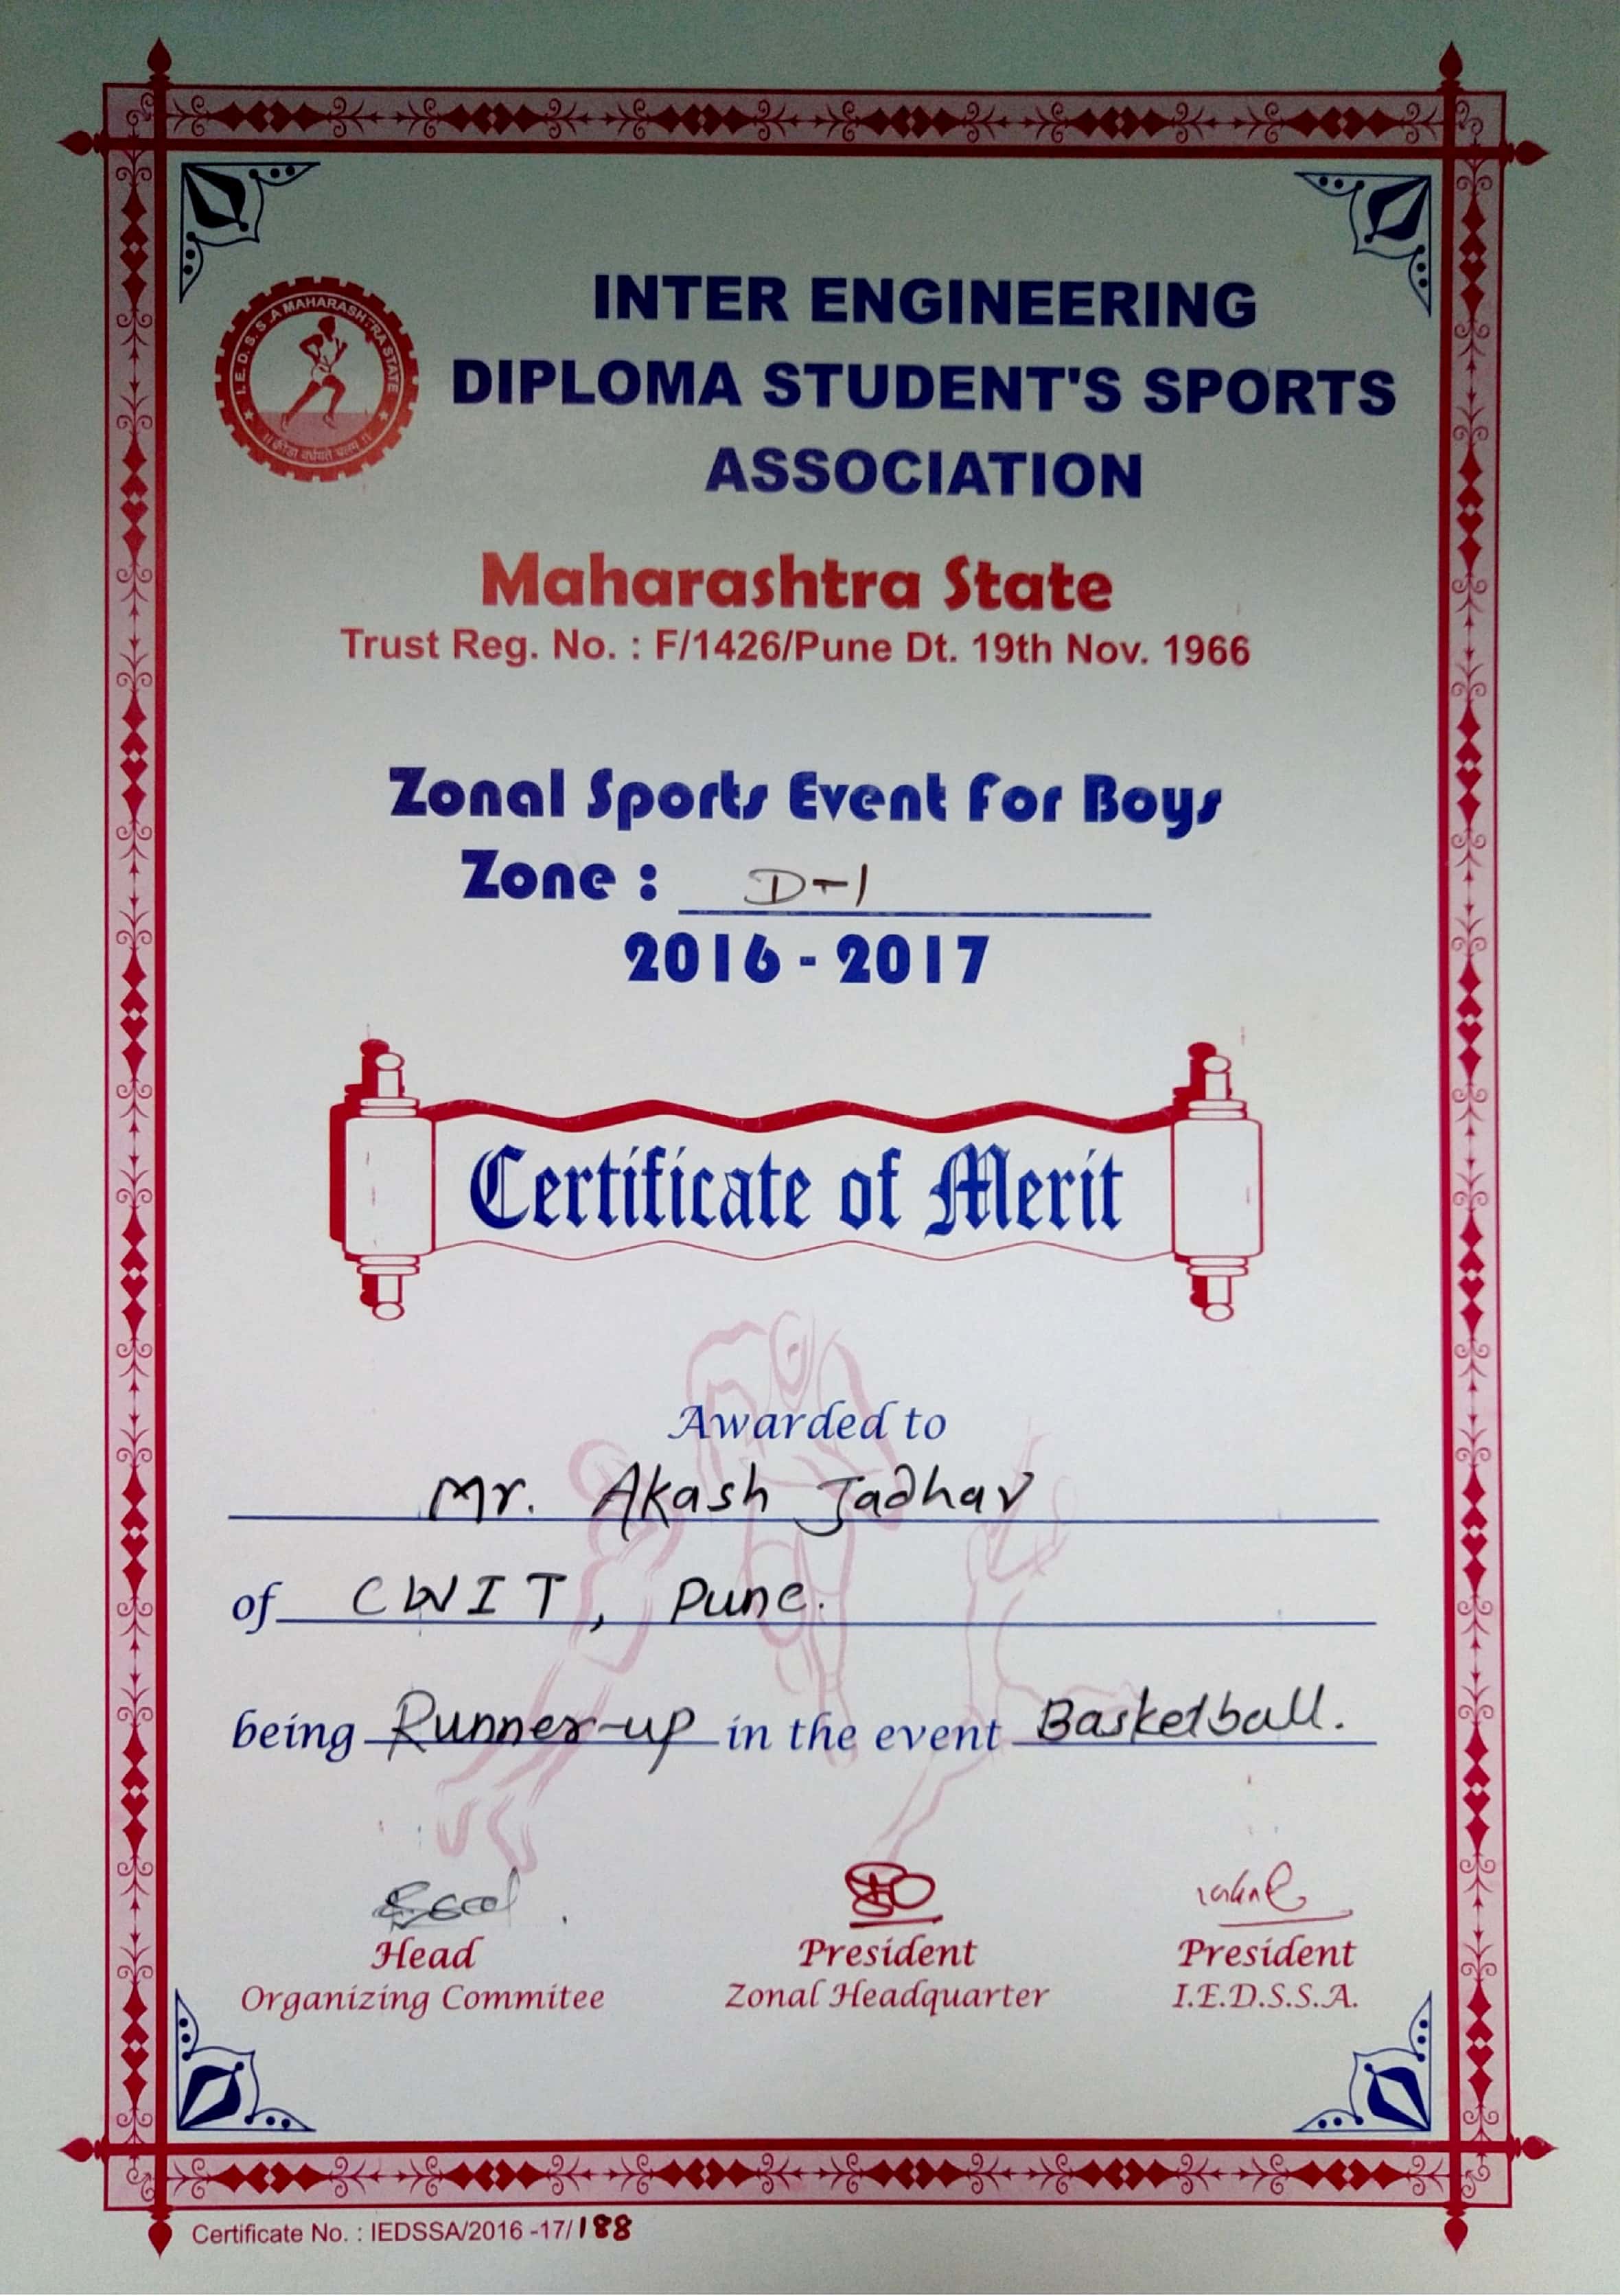 I.E.D.S.S.A MAHARASHTRA STATE
॥ क्रीडा वर्धयते बलम ॥
INTER ENGINEERING
DIPLOMA STUDENT'S SPORTS
ASSOCIATION
Maharashtra State
Trust Reg. No. : F/1426/Pune Dt. 19th Nov. 1966
Zonal Sports Event For Boys
Zone : D-1
2016 - 2017
Certificate of Merit
Awarded to
Mr. Akash Jadhav
of CWIT, Pune.
being Runner-up in the event Basketball.
Head President President
Organizing Commitee Zonal Headquarter I.E.D.S.S.A.
Certificate No. : IEDSSA/2016 -17/188